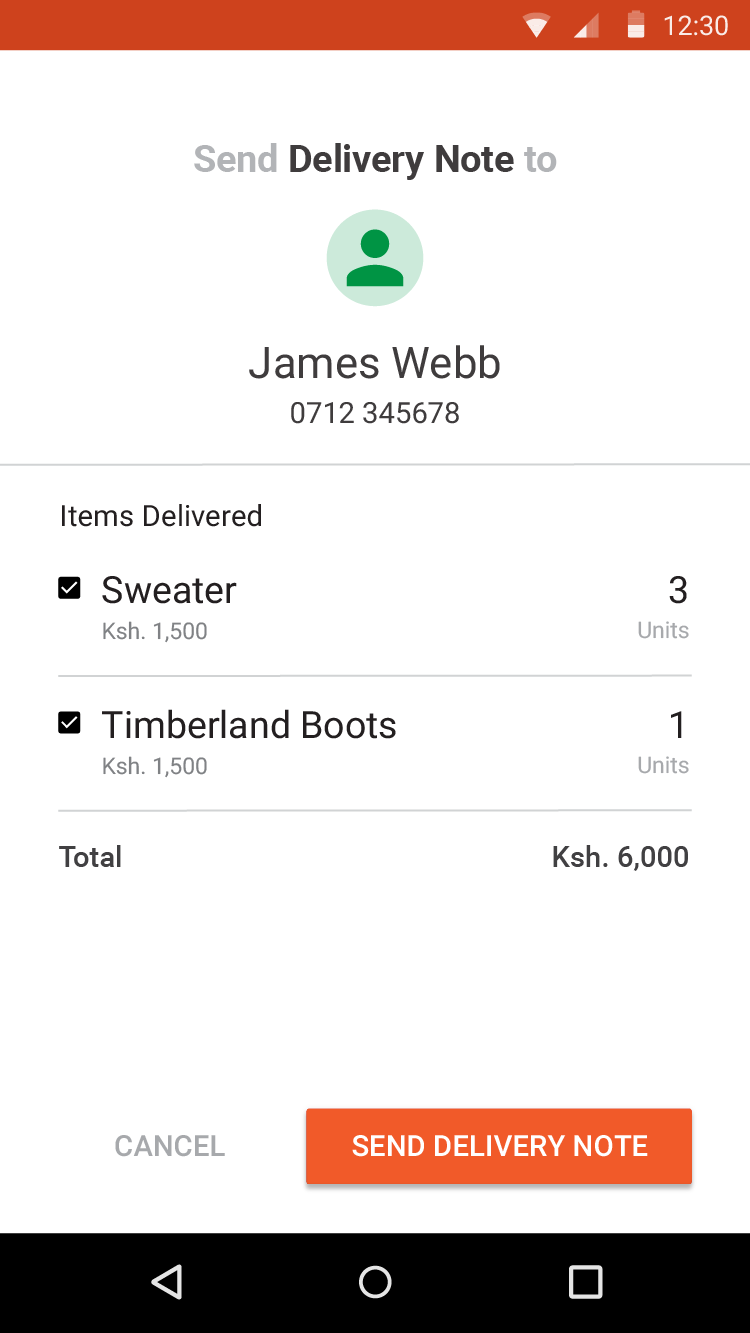 12:30
Send Delivery Note to
James Webb
0712 345678
Items Delivered
Sweater 3
Ksh. 1,500 Units
Timberland Boots 1
Ksh. 1,500 Units
Total Ksh. 6,000
CANCEL SEND DELIVERY NOTE